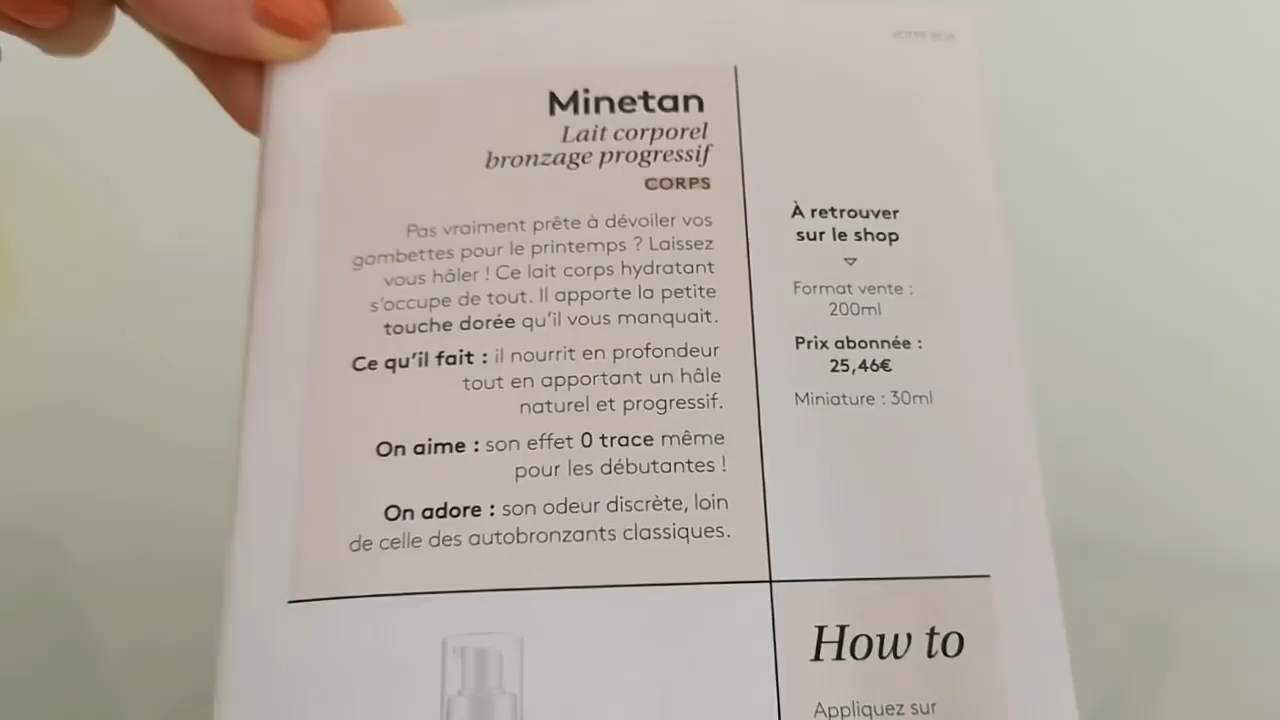 VOTRE BOX
Minetan
Lait corporel
bronzage progressif
CORPS
Pas vraiment prête à dévoiler vos
gambettes pour le printemps ? Laissez
vous hâler ! Ce lait corps hydratant
s'occupe de tout. Il apporte la petite
touche dorée qu'il vous manquait.
Ce qu'il fait : il nourrit en profondeur
tout en apportant un hâle
naturel et progressif.
On aime : son effet 0 trace même
pour les débutantes !
On adore : son odeur discrète, loin
de celle des autobronzants classiques.
À retrouver
sur le shop
Format vente :
200ml
Prix abonnée :
25,46€
Miniature : 30ml
How to
Appliquez sur